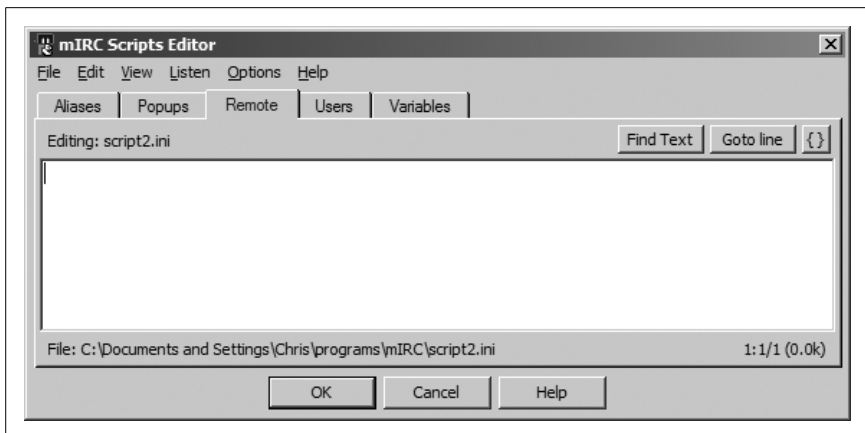 mIRC Scripts Editor
File Edit View Listen Options Help
Aliases Popups Remote Users Variables
Editing: script2.ini Find Text Goto line {}
File: C:\Documents and Settings\Chris\programs\mIRC\script2.ini 1:1/1 (0.0k)
OK Cancel Help